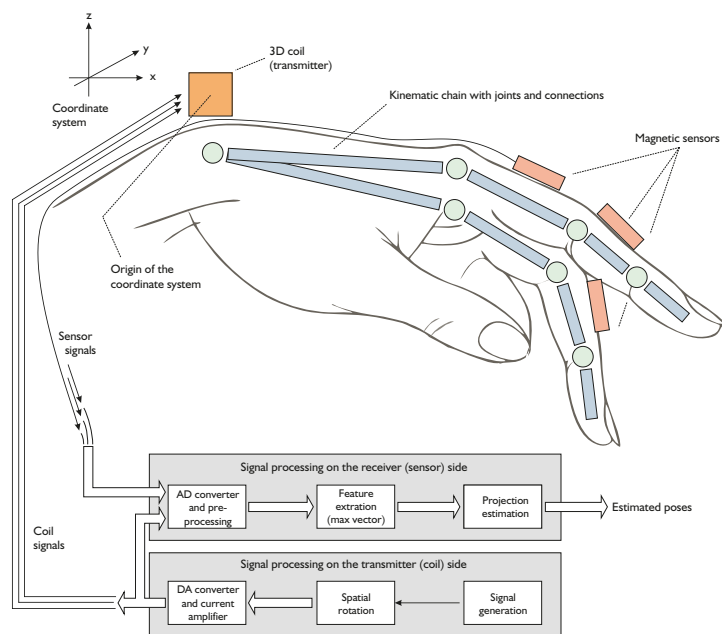 z
y
x
Coordinate
system
3D coil
(transmitter)
Kinematic chain with joints and connections
Magnetic sensors
Origin of the
coordinate system
Sensor
signals
Signal processing on the receiver (sensor) side
AD converter
and pre-
processing
Feature
extration
(max vector)
Projection
estimation
Estimated poses
Coil
signals
Signal processing on the transmitter (coil) side
DA converter
and current
amplifier
Spatial
rotation
Signal
generation